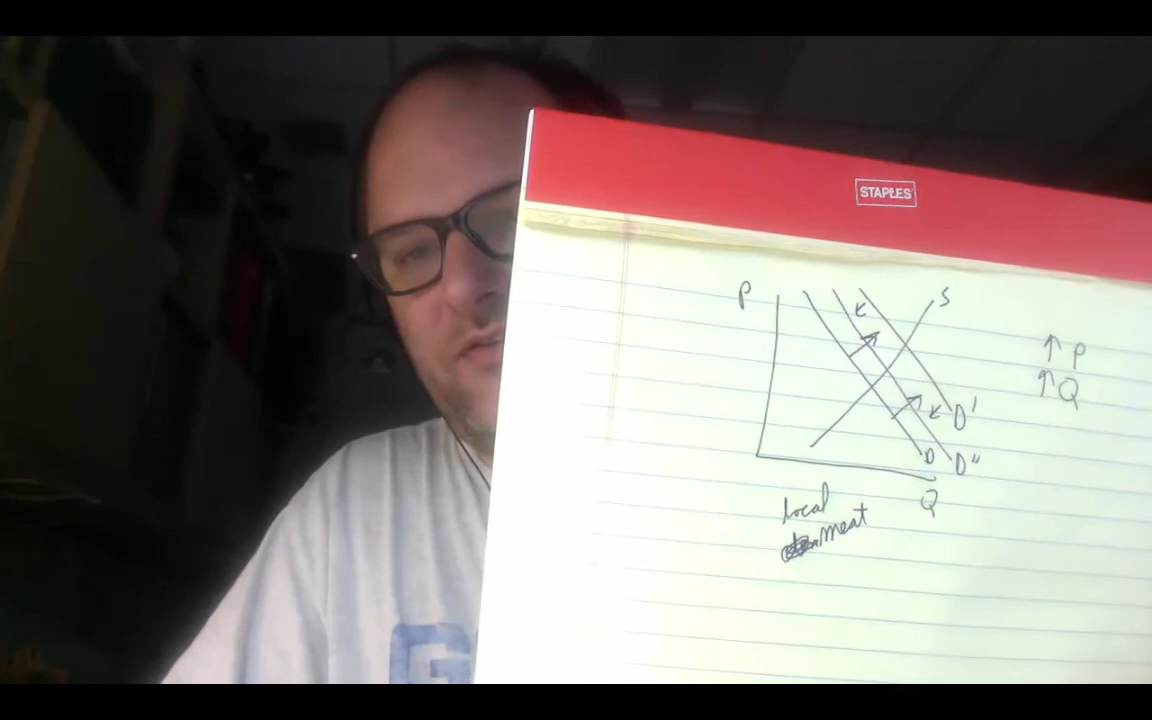 STAPLES
P
S
↑ P
↑ Q
D'
D D"
Q
local
meat
G